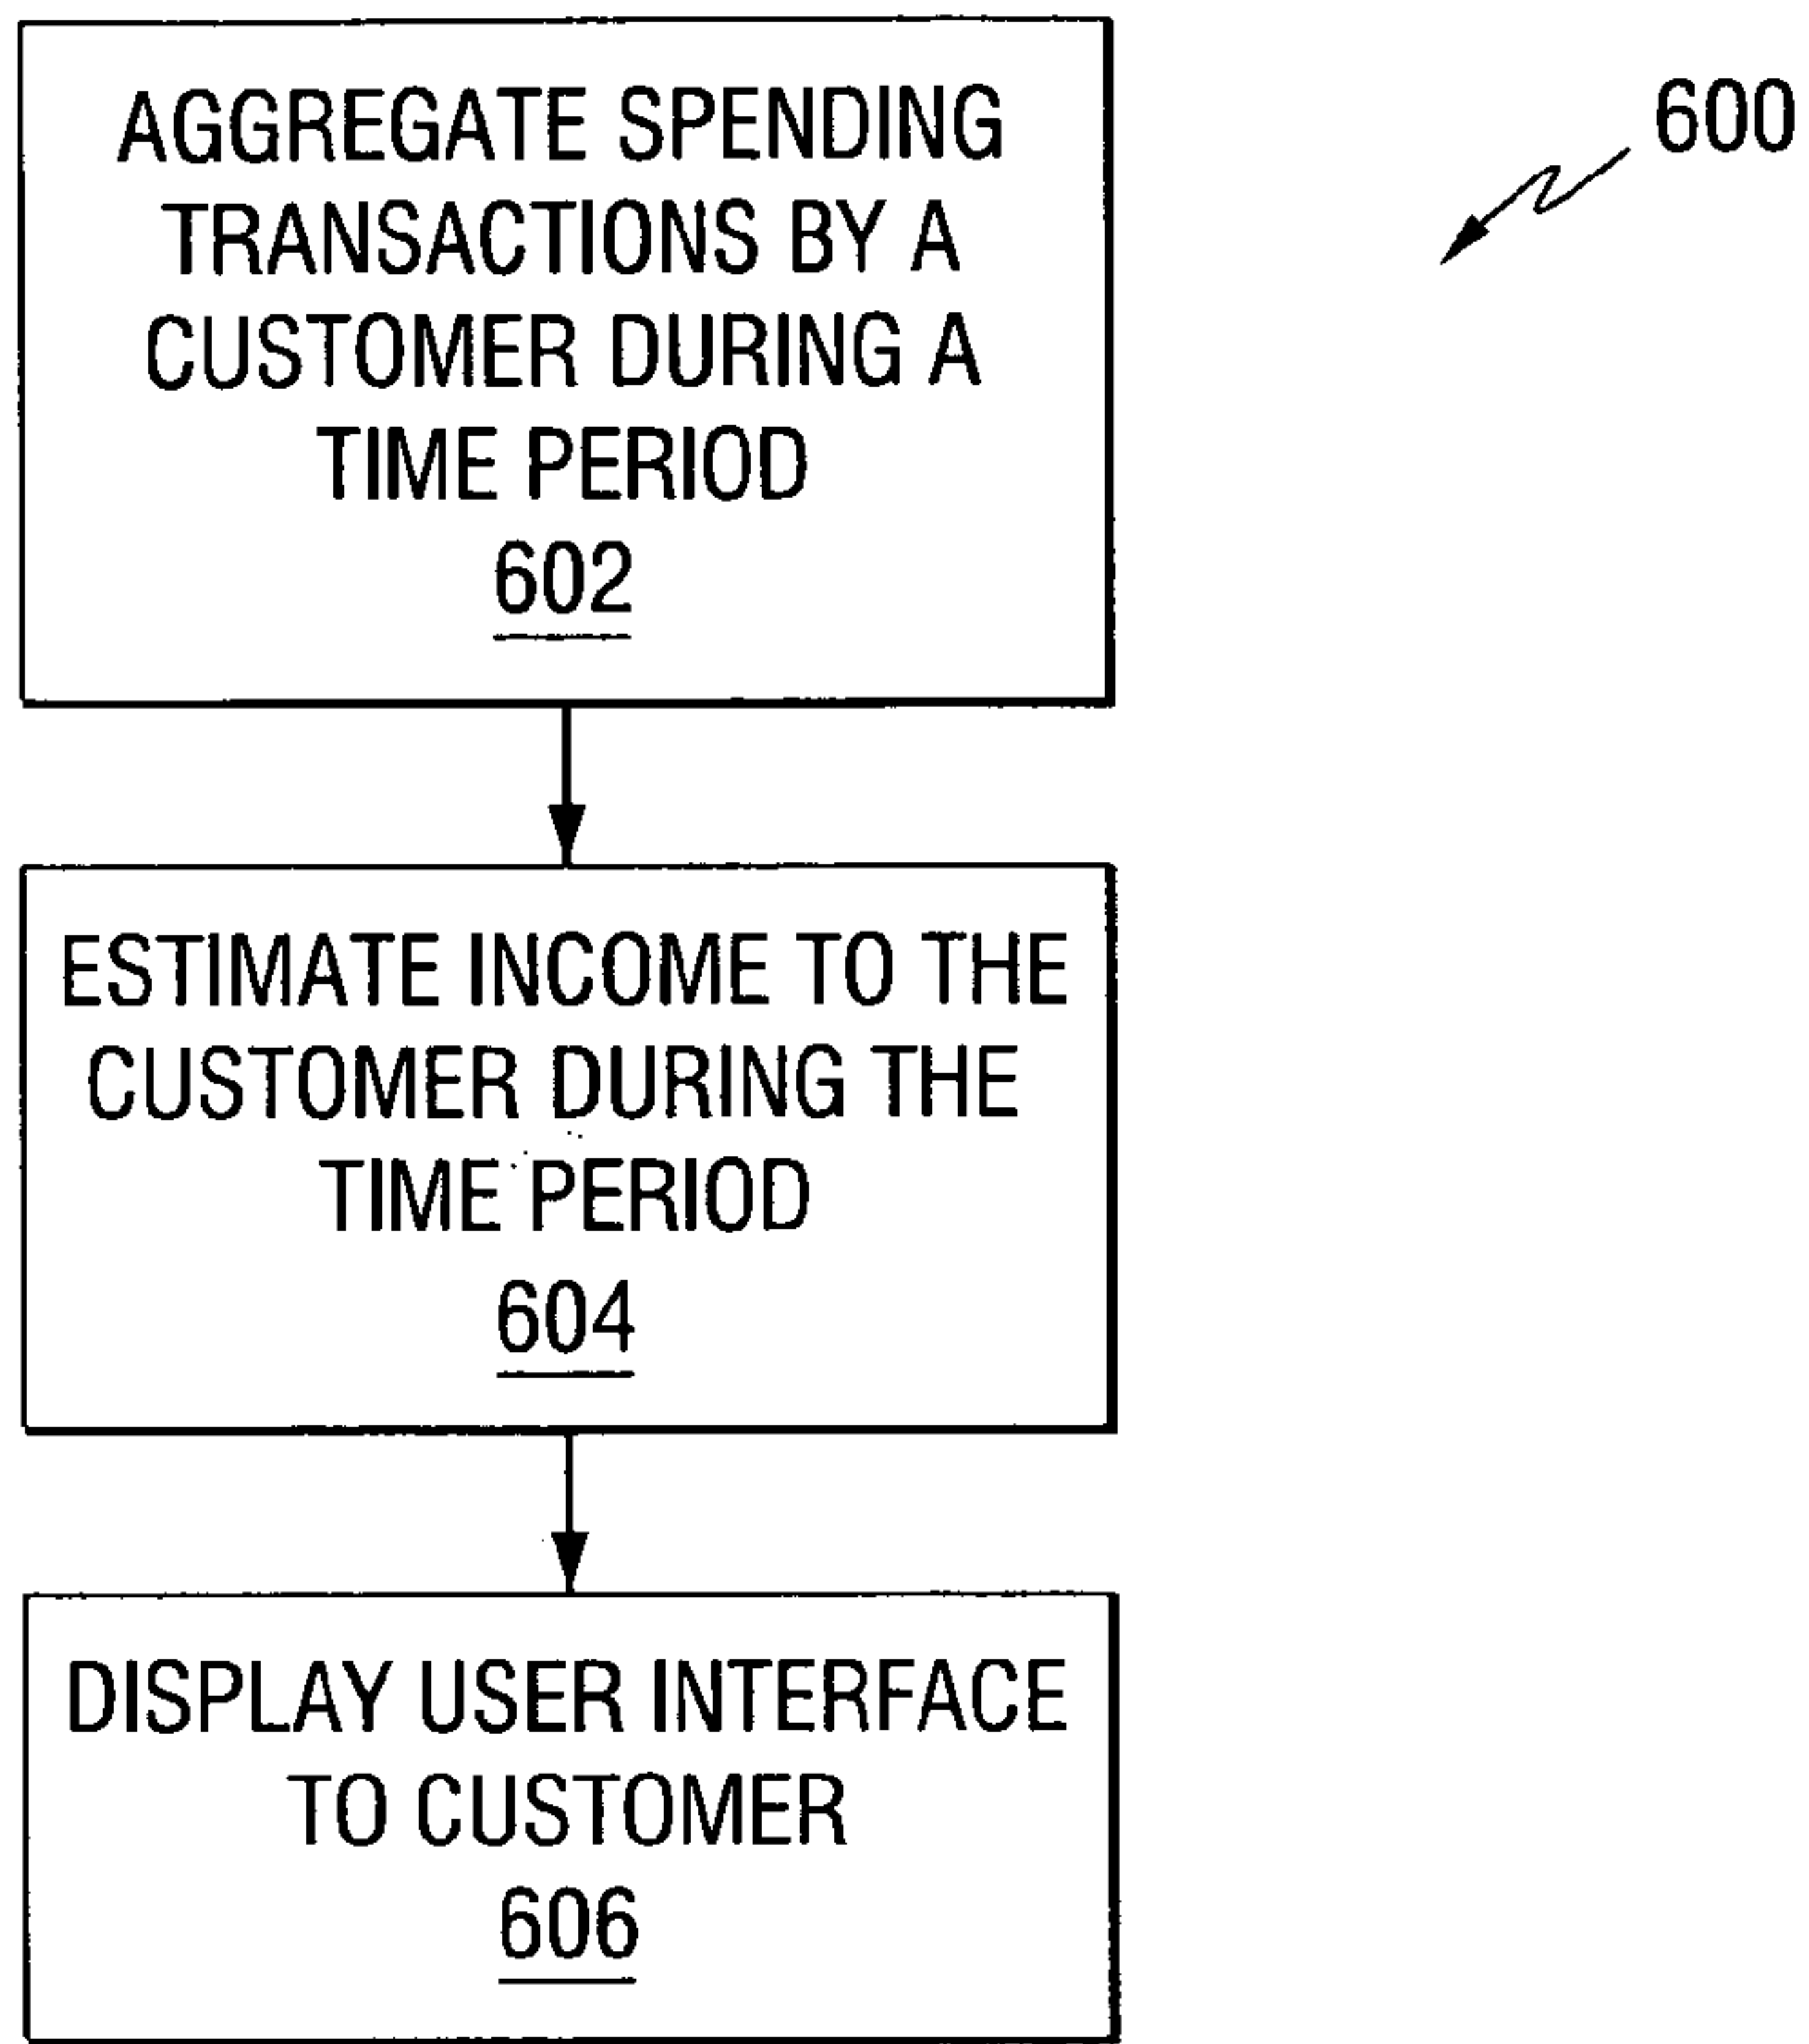 AGGREGATE SPENDING
TRANSACTIONS BY A
CUSTOMER DURING A
TIME PERIOD
602
600
ESTIMATE INCOME TO THE
CUSTOMER DURING THE
TIME PERIOD
604
DISPLAY USER INTERFACE
TO CUSTOMER
606